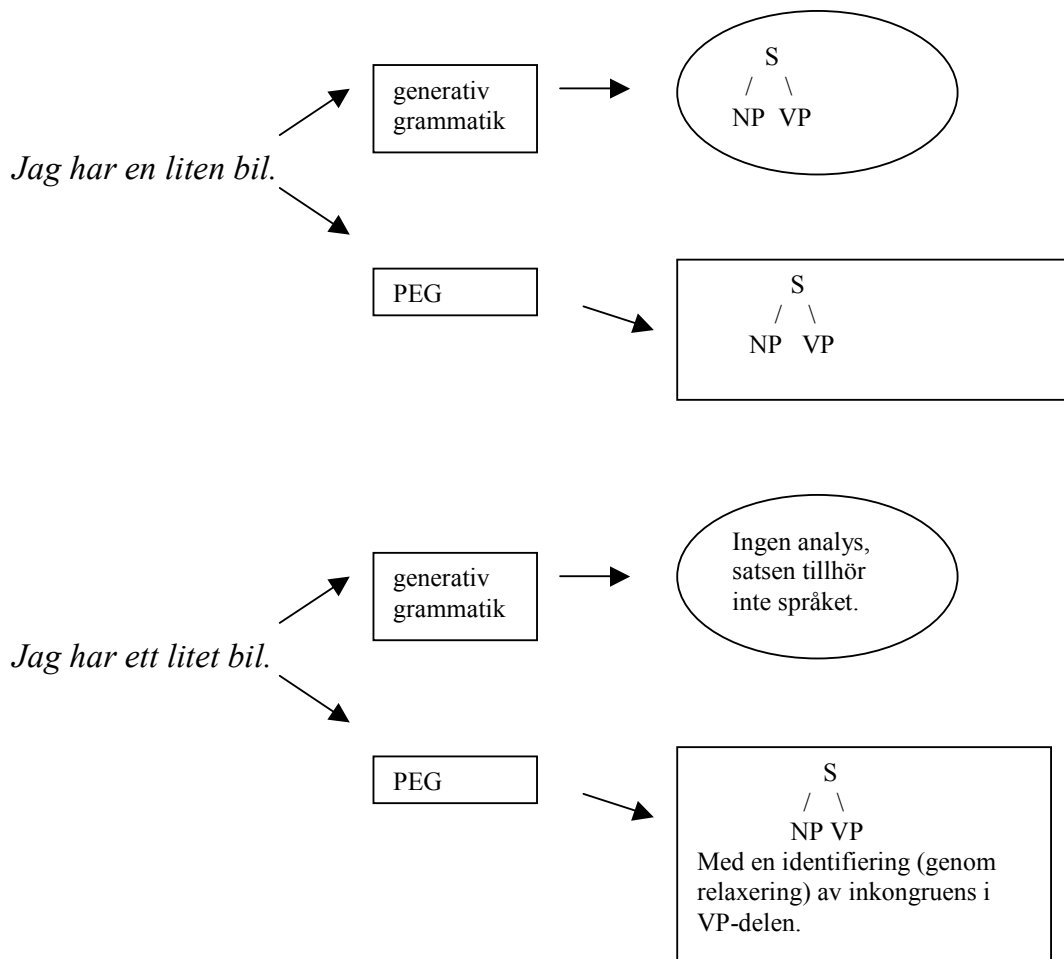 S
/ \
NP VP
generativ
grammatik
Jag har en liten bil.
PEG
S
/ \
NP VP
Ingen analys,
satsen tillhör
inte språket.
generativ
grammatik
Jag har ett litet bil.
PEG
S
/ \
NP VP
Med en identifiering (genom
relaxering) av inkongruens i
VP-delen.